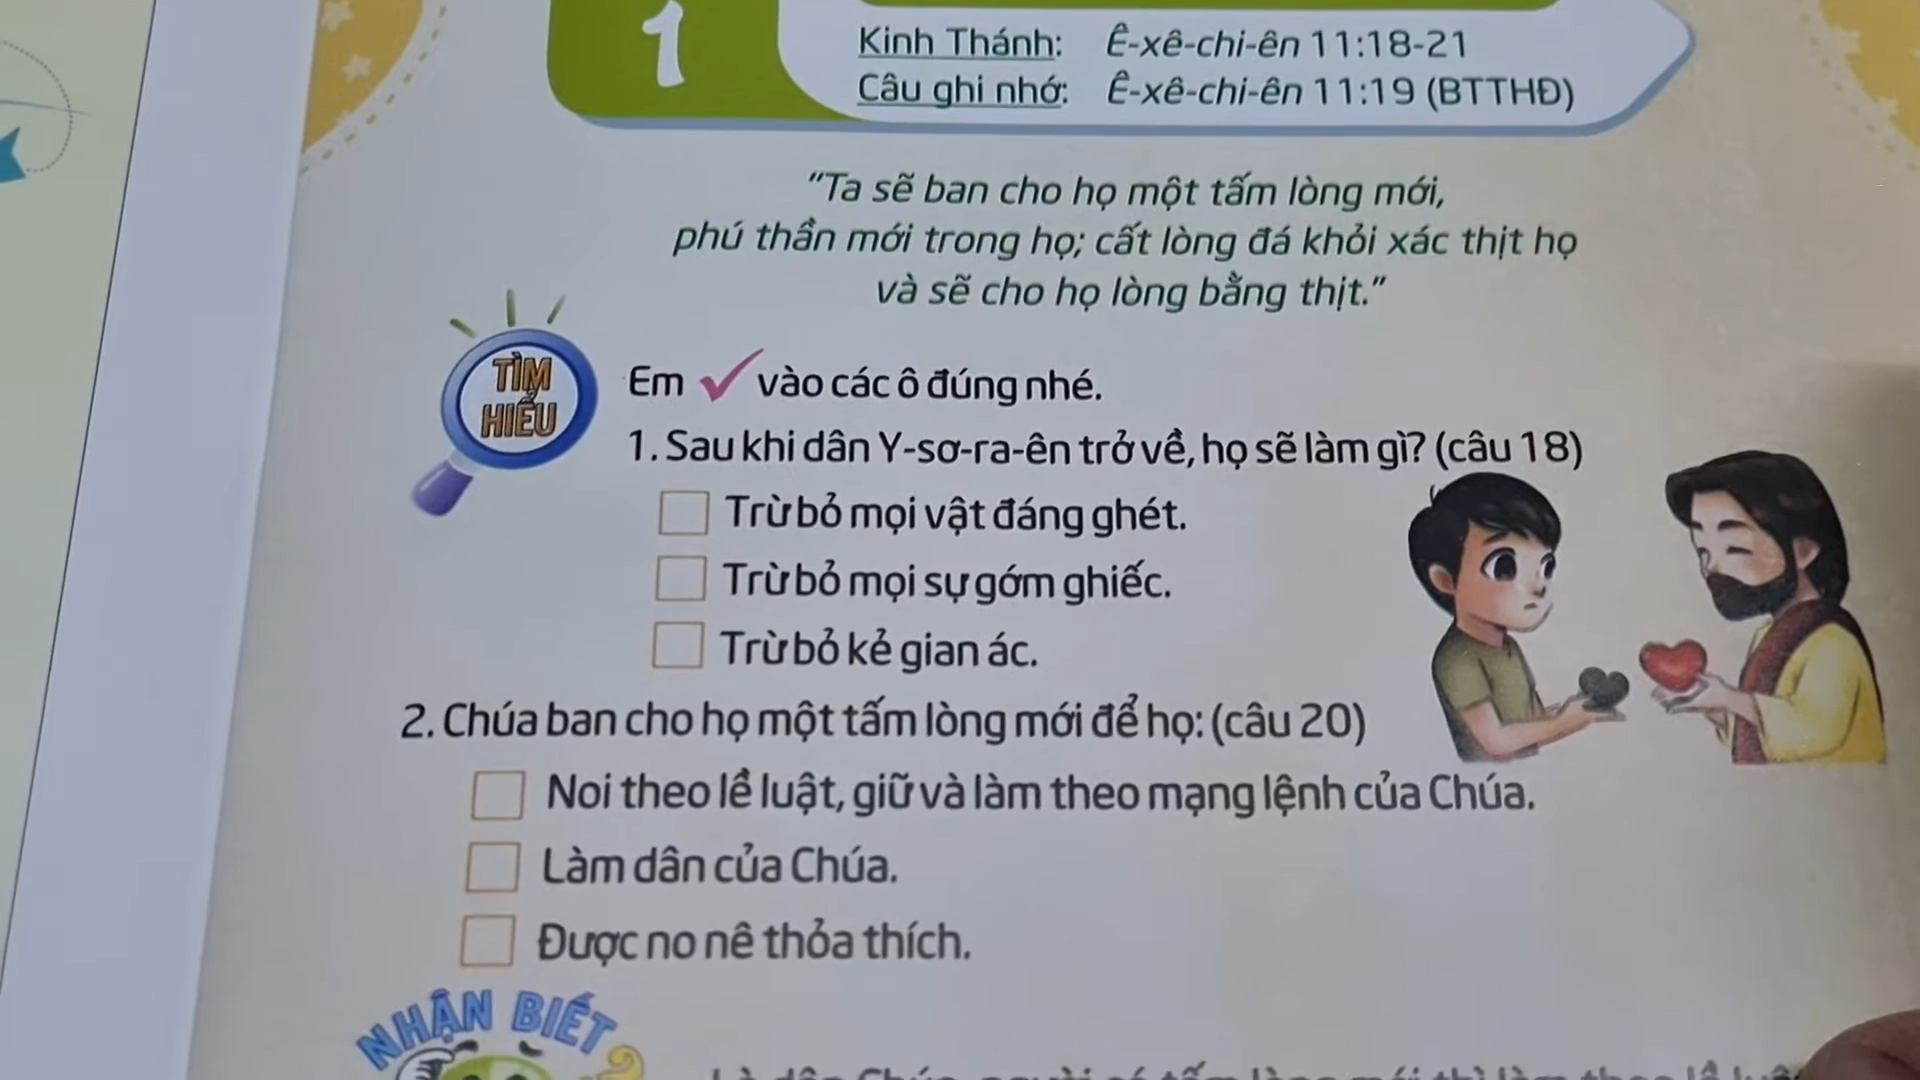 1
Kinh Thánh: Ê-xê-chi-ên 11:18-21
Câu ghi nhớ: Ê-xê-chi-ên 11:19 (BTTHĐ)
"Ta sẽ ban cho họ một tấm lòng mới,
phú thần mới trong họ; cất lòng đá khỏi xác thịt họ
và sẽ cho họ lòng bằng thịt."
TÌM
HIỂU
Em vào các ô đúng nhé.
1. Sau khi dân Y-sơ-ra-ên trở về, họ sẽ làm gì? (câu 18)
Trừ bỏ mọi vật đáng ghét.
Trừ bỏ mọi sự gớm ghiếc.
Trừ bỏ kẻ gian ác.
2. Chúa ban cho họ một tấm lòng mới để họ: (câu 20)
Noi theo lề luật, giữ và làm theo mạng lệnh của Chúa.
Làm dân của Chúa.
Được no nê thỏa thích.
NHẬN BIẾT